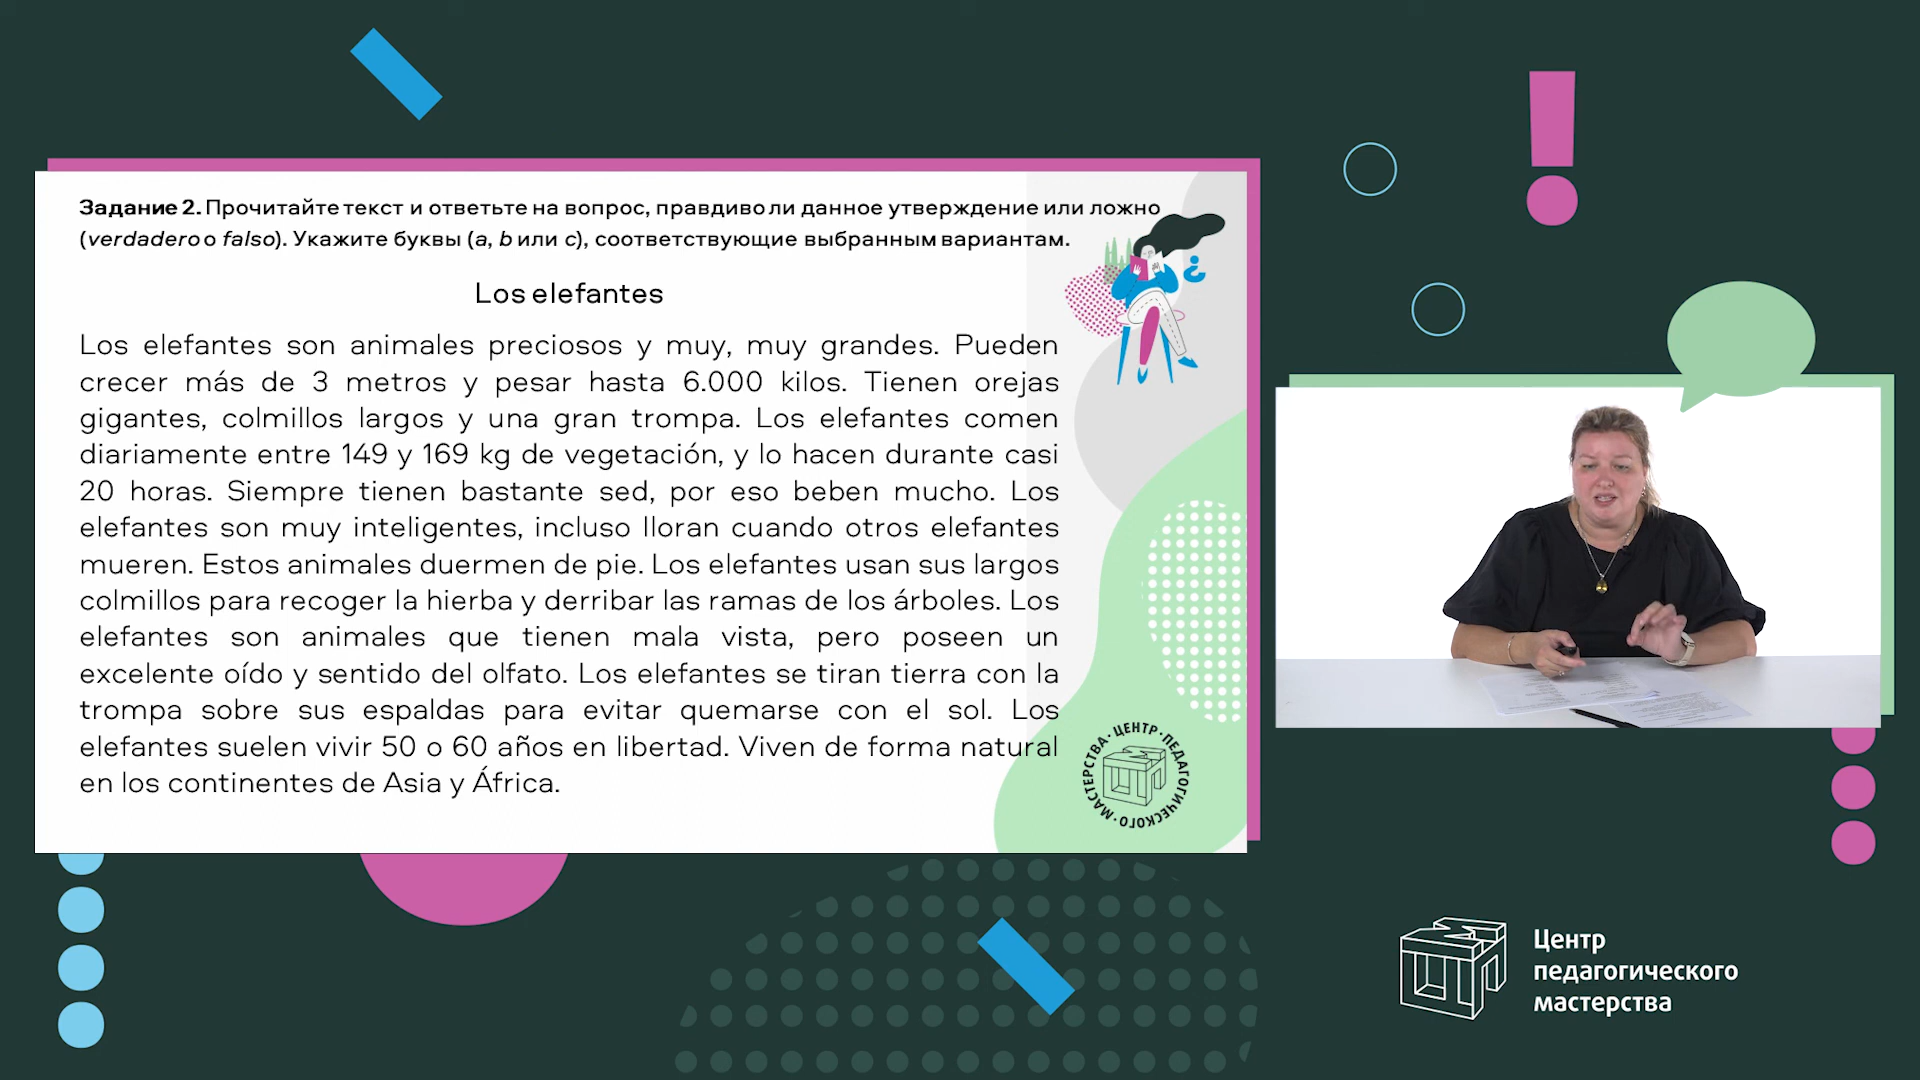 Задание 2. Прочитайте текст и ответьте на вопрос, правдиво ли данное утверждение или ложно
(verdadero o falso). Укажите буквы (a, b или c), соответствующие выбранным вариантам.
Los elefantes
Los elefantes son animales preciosos y muy, muy grandes. Pueden
crecer más de 3 metros y pesar hasta 6.000 kilos. Tienen orejas
gigantes, colmillos largos y una gran trompa. Los elefantes comen
diariamente entre 149 y 169 kg de vegetación, y lo hacen durante casi
20 horas. Siempre tienen bastante sed, por eso beben mucho. Los
elefantes son muy inteligentes, incluso lloran cuando otros elefantes
mueren. Estos animales duermen de pie. Los elefantes usan sus largos
colmillos para recoger la hierba y derribar las ramas de los árboles. Los
elefantes son animales que tienen mala vista, pero poseen un
excelente oído y sentido del olfato. Los elefantes se tiran tierra con la
trompa sobre sus espaldas para evitar quemarse con el sol. Los
elefantes suelen vivir 50 o 60 años en libertad. Viven de forma natural
en los continentes de Asia y África.
¿
ЦЕНТР · ПЕДАГОГИЧЕСКОГО · МАСТЕРСТВА ·
!
Центр
педагогического
мастерства